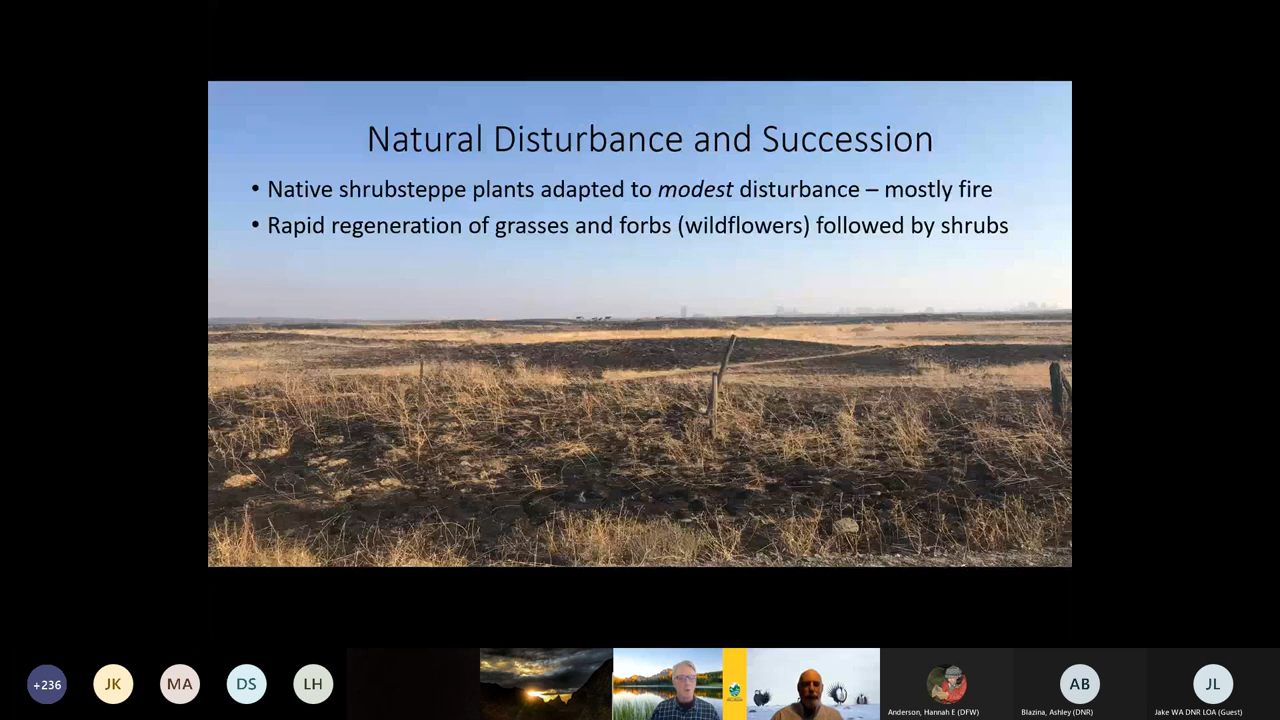 Natural Disturbance and Succession
• Native shrubsteppe plants adapted to modest disturbance – mostly fire
• Rapid regeneration of grasses and forbs (wildflowers) followed by shrubs
+236
JK
MA
DS
LH
Anderson, Hannah E (DFW)
AB
Blazina, Ashley (DNR)
JL
Jake WA DNR LOA (Guest)